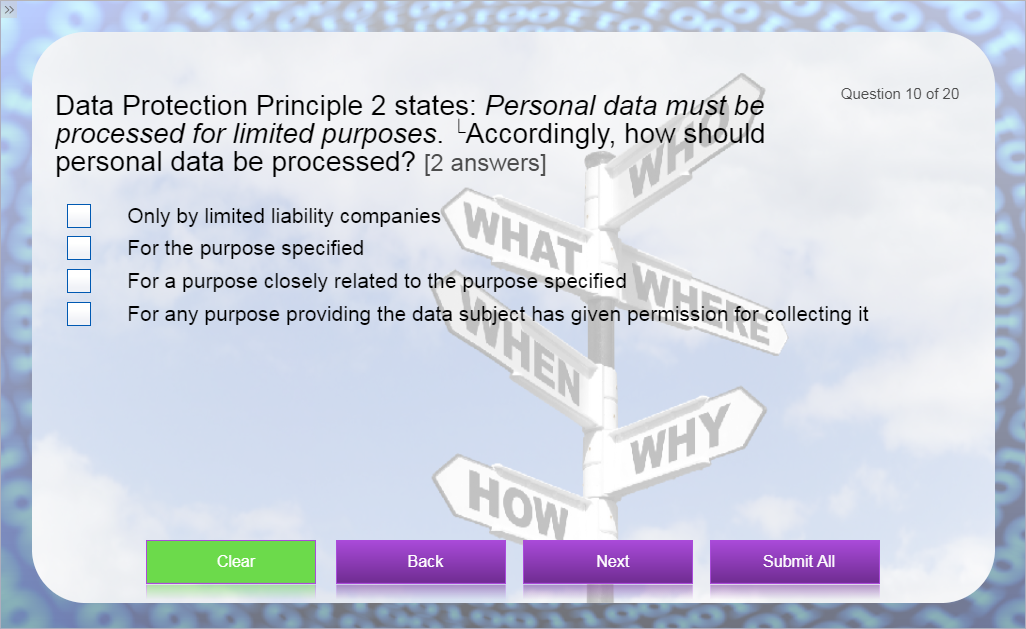 »
Question 10 of 20
Data Protection Principle 2 states: Personal data must be
processed for limited purposes. Accordingly, how should
personal data be processed? [2 answers]
Only by limited liability companies
For the purpose specified
For a purpose closely related to the purpose specified
For any purpose providing the data subject has given permission for collecting it
WHO
WHAT
WHERE
WHEN
WHY
HOW
Clear
Back
Next
Submit All